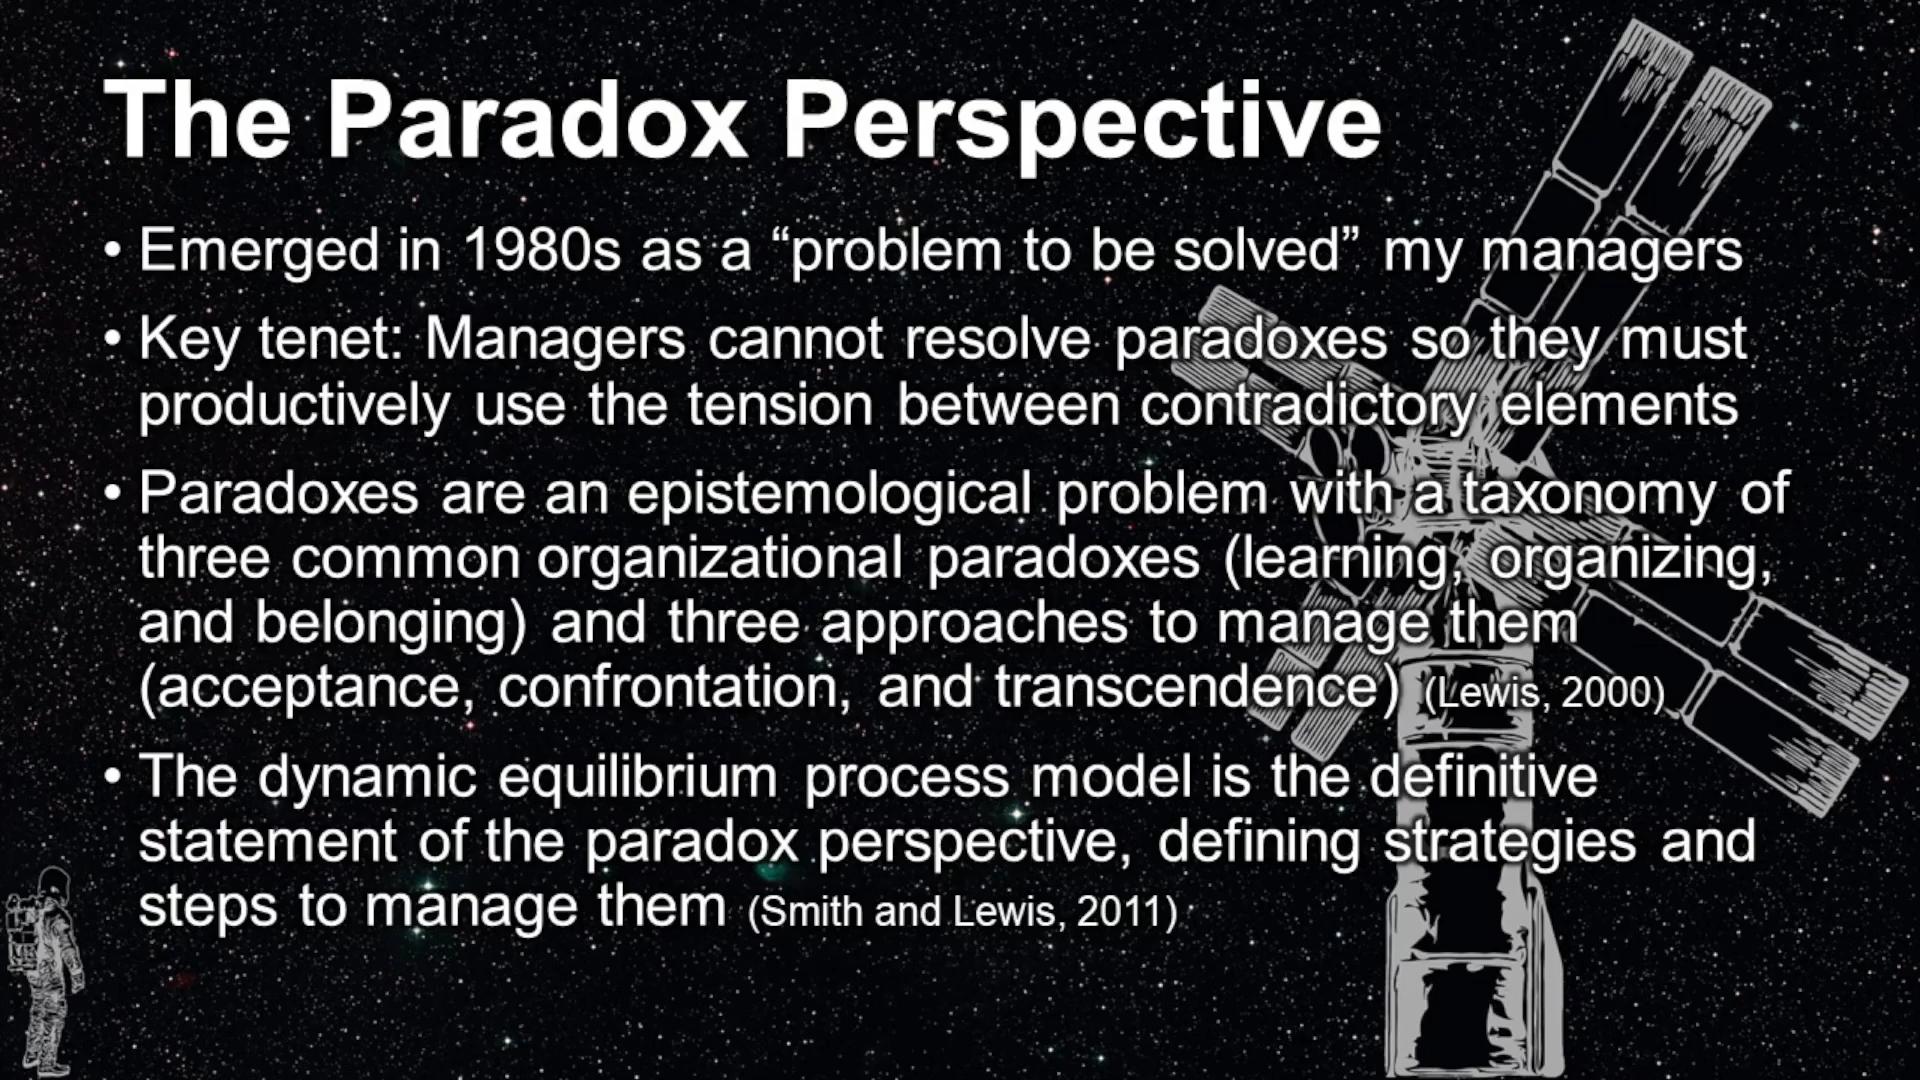 The Paradox Perspective
• Emerged in 1980s as a “problem to be solved” my managers
• Key tenet: Managers cannot resolve paradoxes so they must
productively use the tension between contradictory elements
• Paradoxes are an epistemological problem with a taxonomy of
three common organizational paradoxes (learning, organizing,
and belonging) and three approaches to manage them
(acceptance, confrontation, and transcendence) (Lewis, 2000)
• The dynamic equilibrium process model is the definitive
statement of the paradox perspective, defining strategies and
steps to manage them (Smith and Lewis, 2011)